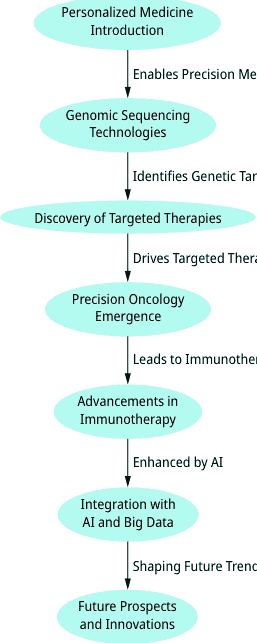 Personalized Medicine
Introduction
Enables Precision Me
Genomic Sequencing
Technologies
Identifies Genetic Tar
Discovery of Targeted Therapies
Drives Targeted Thera
Precision Oncology
Emergence
Leads to Immunother
Advancements in
Immunotherapy
Enhanced by AI
Integration with
AI and Big Data
Shaping Future Trend
Future Prospects
and Innovations